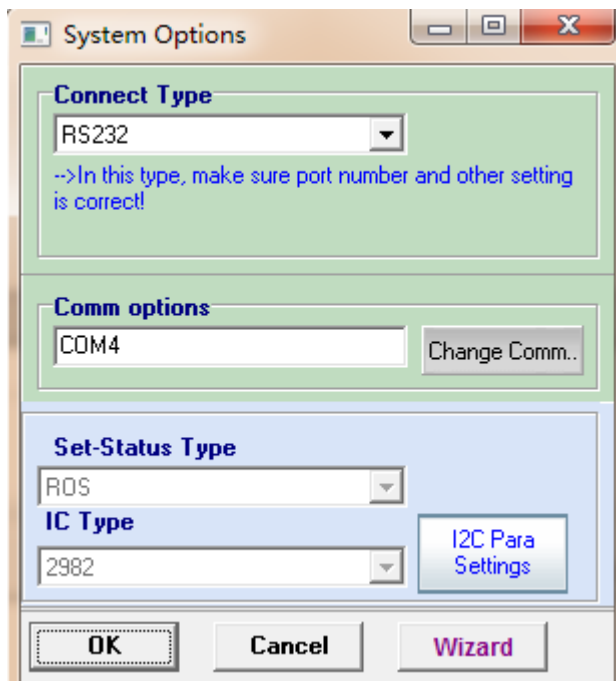 System Options
Connect Type
RS232
-->In this type, make sure port number and other setting
is correct!
Comm options
COM4
Change Comm..
Set-Status Type
ROS
IC Type
2982
I2C Para
Settings
OK
Cancel
Wizard